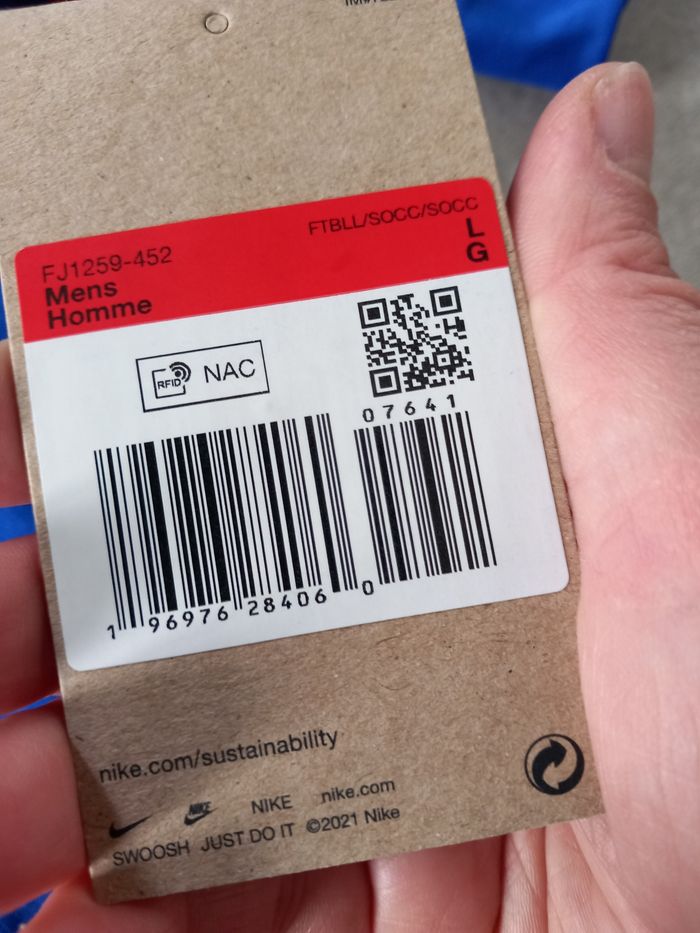 FTBLL/SOCC/SOCC
FJ1259-452
L
Mens
G
Homme
RFID NAC
07641
1 96976 28406 0
nike.com/sustainability
NIKE NIKE nike.com
SWOOSH JUST DO IT ©2021 Nike